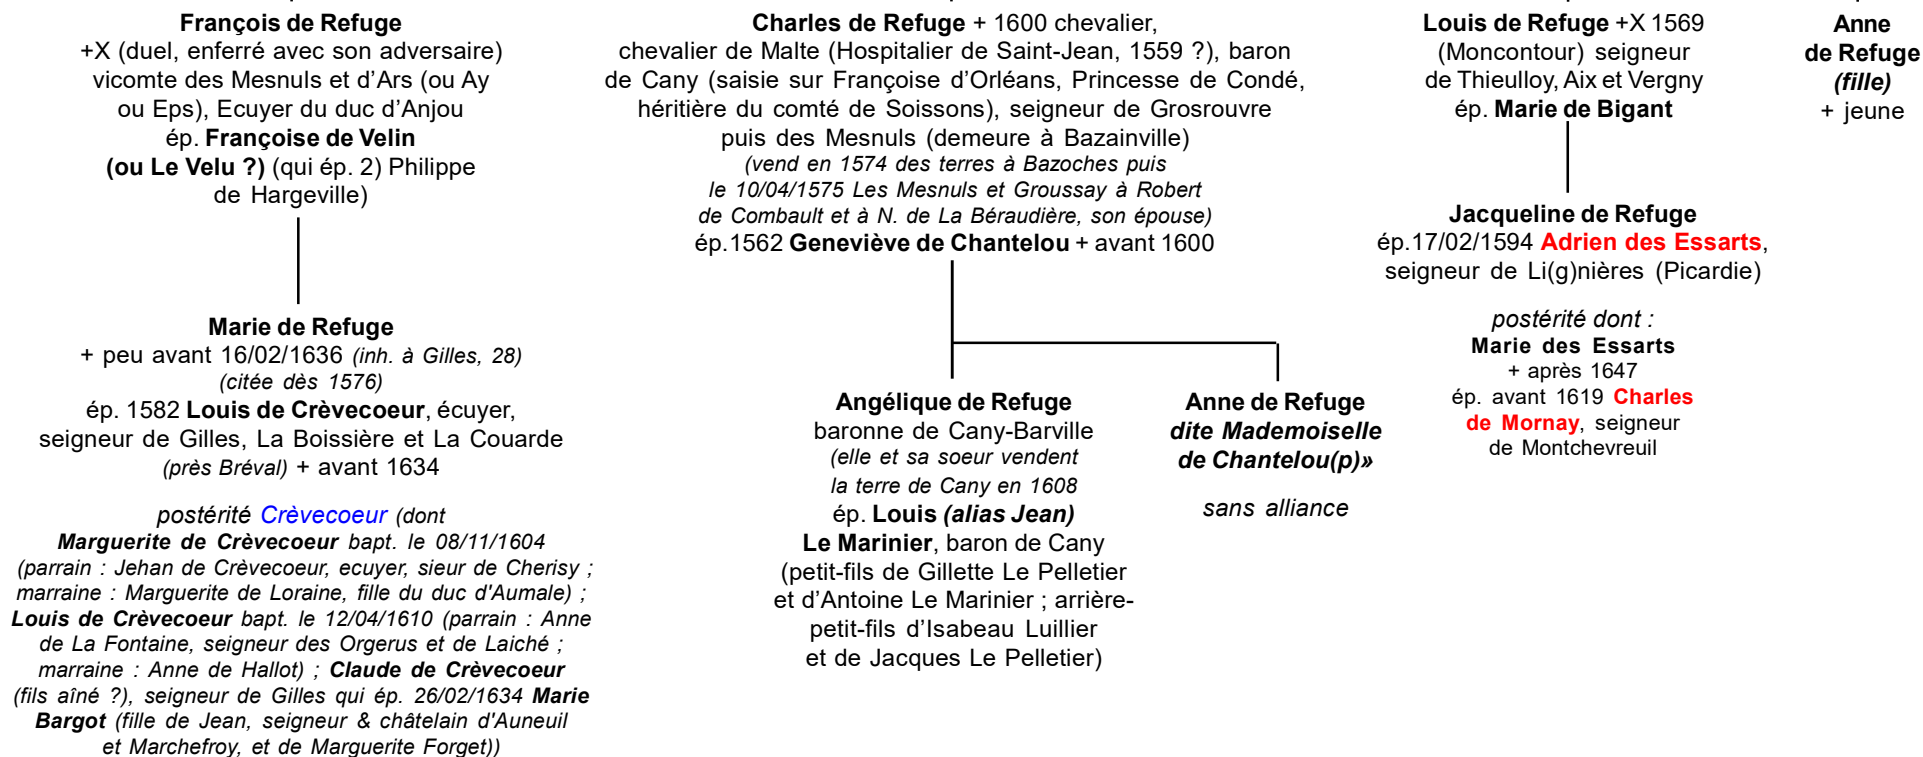 François de Refuge
+X (duel, enferré avec son adversaire)
vicomte des Mesnuls et d'Ars (ou Ay
ou Eps), Ecuyer du duc d'Anjou
ép. Françoise de Velin
(ou Le Velu ?) (qui ép. 2) Philippe
de Hargeville)
Marie de Refuge
+ peu avant 16/02/1636 (inh. à Gilles, 28)
(citée dès 1576)
ép. 1582 Louis de Crèvecoeur, écuyer,
seigneur de Gilles, La Boissière et La Couarde
(près Bréval) + avant 1634
postérité Crèvecoeur (dont
Marguerite de Crèvecoeur bapt. le 08/11/1604
(parrain : Jehan de Crèvecoeur, ecuyer, sieur de Cherisy ;
marraine : Marguerite de Loraine, fille du duc d'Aumale) ;
Louis de Crèvecoeur bapt. le 12/04/1610 (parrain : Anne
de La Fontaine, seigneur des Orgerus et de Laiché ;
marraine : Anne de Hallot) ; Claude de Crèvecoeur
(fils aîné ?), seigneur de Gilles qui ép. 26/02/1634 Marie
Bargot (fille de Jean, seigneur & châtelain d'Auneuil
et Marchefroy, et de Marguerite Forget))
Charles de Refuge + 1600 chevalier,
chevalier de Malte (Hospitalier de Saint-Jean, 1559 ?), baron
de Cany (saisie sur Françoise d'Orléans, Princesse de Condé,
héritière du comté de Soissons), seigneur de Grosrouvre
puis des Mesnuls (demeure à Bazainville)
(vend en 1574 des terres à Bazoches puis
le 10/04/1575 Les Mesnuls et Groussay à Robert
de Combault et à N. de La Béraudière, son épouse)
ép.1562 Geneviève de Chantelou + avant 1600
Angélique de Refuge
baronne de Cany-Barville
(elle et sa soeur vendent
la terre de Cany en 1608
ép. Louis (alias Jean)
Le Marinier, baron de Cany
(petit-fils de Gillette Le Pelletier
et d'Antoine Le Marinier ; arrière-
petit-fils d'Isabeau Luillier
et de Jacques Le Pelletier)
Anne de Refuge
dite Mademoiselle
de Chantelou(p)»
sans alliance
Louis de Refuge +X 1569
(Moncontour) seigneur
de Thieulloy, Aix et Vergny
ép. Marie de Bigant
Jacqueline de Refuge
ép.17/02/1594 Adrien des Essarts,
seigneur de Li(g)nières (Picardie)
postérité dont :
Marie des Essarts
+ après 1647
ép. avant 1619 Charles
de Mornay, seigneur
de Montchevreuil
Anne
de Refuge
(fille)
+ jeune